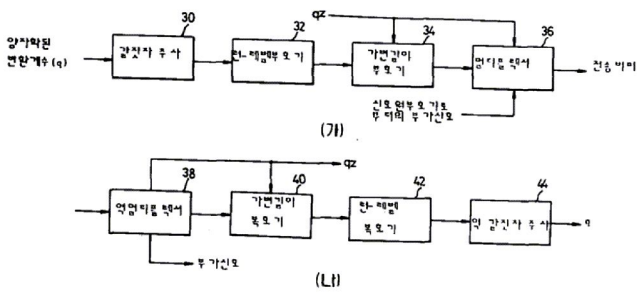 양자화된
변환계수(q)
30
갈짓자 주사
32
런-레벨부호기
qz
34
가변길이
부호기
36
멀티플렉서
전송버퍼
신호원부호기로
부터의 부가신호
(가)
38
역멀티플렉서
qz
40
가변길이
복호기
42
런-레벨
복호기
44
역 갈짓자 주사
q
부가신호
(나)